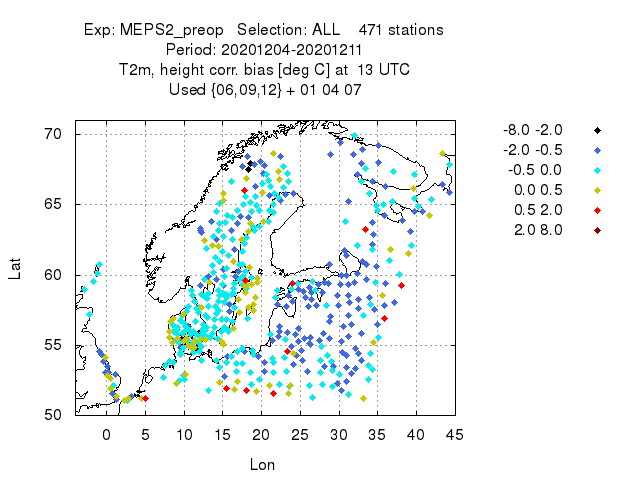 Exp: MEPS2_preop Selection: ALL 471 stations
Period: 20201204-20201211
T2m, height corr. bias [deg C] at 13 UTC
Used {06,09,12} + 01 04 07
-8.0 -2.0
-2.0 -0.5
-0.5 0.0
0.0 0.5
0.5 2.0
2.0 8.0
Lat
70
65
60
55
50
0 5 10 15 20 25 30 35 40 45
Lon